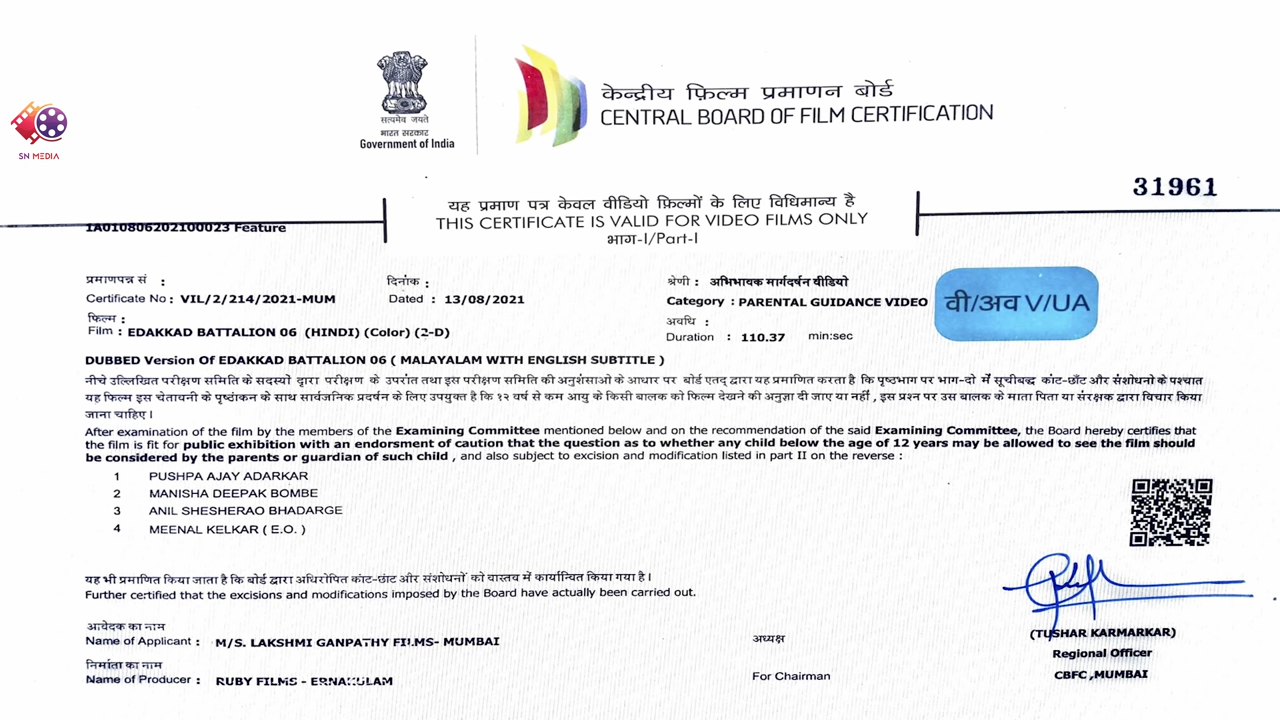 SN MEDIA
सत्यमेव जयते
भारत सरकार
Government of India
केन्द्रीय फ़िल्म प्रमाणन बोर्ड
CENTRAL BOARD OF FILM CERTIFICATION
31961
यह प्रमाण पत्र केवल वीडियो फ़िल्मों के लिए विधिमान्य है
THIS CERTIFICATE IS VALID FOR VIDEO FILMS ONLY
भाग-I/Part-I
1A010806202100023 Feature
प्रमाणपत्र सं :
दिनांक :
श्रेणी : अभिभावक मार्गदर्षन वीडियो
Certificate No : VIL/2/214/2021-MUM
Dated : 13/08/2021
Category : PARENTAL GUIDANCE VIDEO
वी/अव V/UA
फिल्म :
अवधि :
Film : EDAKKAD BATTALION 06 (HINDI) (Color) (2-D)
Duration : 110.37 min:sec
DUBBED Version Of EDAKKAD BATTALION 06 ( MALAYALAM WITH ENGLISH SUBTITLE )
नीचे उल्लिखित परीक्षण समिति के सदस्यों द्वारा परीक्षण के उपरांत तथा इस परीक्षण समिति की अनुशंसाओ के आधार पर बोर्ड एतद् द्वारा यह प्रमाणित करता है कि पृष्ठभाग पर भाग-दो में सूचीबद्ध कांट-छाँट और संशोधनो के पश्चात
यह फिल्म इस चेतावनी के पृष्ठांकन के साथ सार्वजनिक प्रदर्षन के लिए उपयुक्त है कि १२ वर्ष से कम आयु के किसी बालक को फिल्म देखने की अनुज्ञा दी जाए या नहीं , इस प्रश्न पर उस बालक के माता पिता या संरक्षक द्वारा विचार किया
जाना चाहिए ।
After examination of the film by the members of the Examining Committee mentioned below and on the recommendation of the said Examining Committee, the Board hereby certifies that
the film is fit for public exhibition with an endorsment of caution that the question as to whether any child below the age of 12 years may be allowed to see the film should
be considered by the parents or guardian of such child , and also subject to excision and modification listed in part II on the reverse :
1 PUSHPA AJAY ADARKAR
2 MANISHA DEEPAK BOMBE
3 ANIL SHESHERAO BHADARGE
4 MEENAL KELKAR ( E.O. )
यह भी प्रमाणित किया जाता है कि बोर्ड द्वारा अधिरोपित कांट-छांट और संशोधनों को वास्तव में कार्यान्वित किया गया है ।
Further certified that the excisions and modifications imposed by the Board have actually been carried out.
आवेदक का नाम
Name of Applicant : M/S. LAKSHMI GANPATHY FILMS- MUMBAI
अध्यक्ष
(TUSHAR KARMARKAR)
Regional Officer
निर्माता का नाम
Name of Producer : RUBY FILMS - ERNAKULAM
For Chairman
CBFC ,MUMBAI